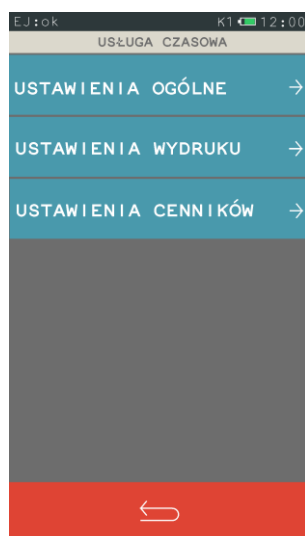 EJ:ok K1 12:00
USŁUGA CZASOWA
USTAWIENIA OGÓLNE
USTAWIENIA WYDRUKU
USTAWIENIA CENNIKÓW